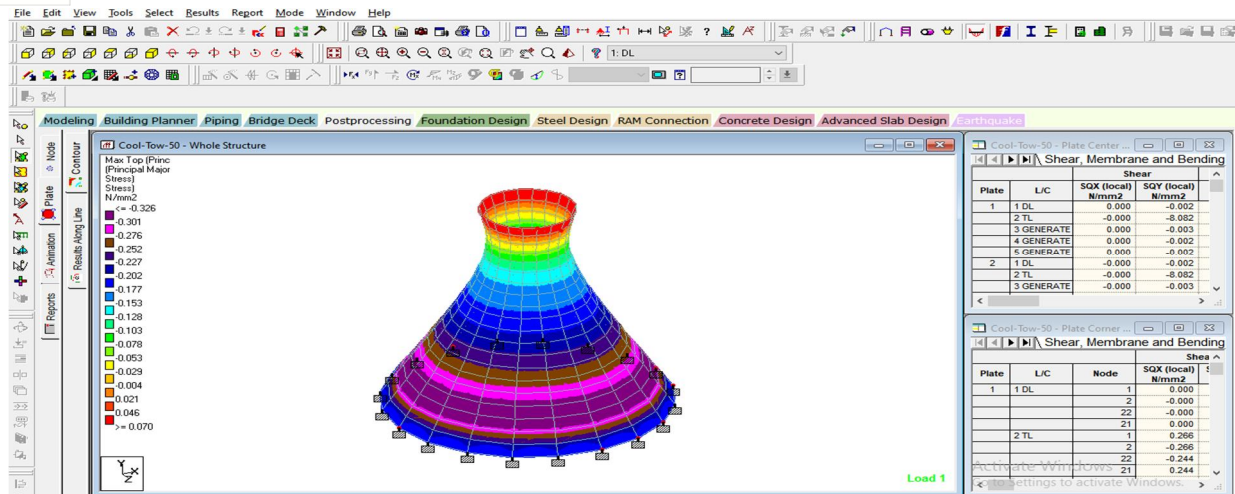 File Edit View Tools Select Results Report Mode Window Help
1: DL
Modeling Building Planner Piping Bridge Deck Postprocessing Foundation Design Steel Design RAM Connection Concrete Design Advanced Slab Design Earthquake
Node
Plate
Animation
Reports
Contour
Results Along Line
Cool-Tow-50 - Whole Structure
Max Top (Princ
(Principal Major
Stress)
Stress)
N/mm2
<= -0.326
-0.301
-0.276
-0.252
-0.227
-0.202
-0.177
-0.153
-0.128
-0.103
-0.078
-0.053
-0.029
-0.004
0.021
0.046
>= 0.070
Y
X
Z
Load 1
Cool-Tow-50 - Plate Center ...
Shear, Membrane and Bending
Shear
Plate L/C SQX (local) SQY (local)
N/mm2 N/mm2
1 1 DL 0.000 -0.002
2 TL -0.000 -8.082
3 GENERATE 0.000 -0.003
4 GENERATE 0.000 -0.002
5 GENERATE 0.000 -0.002
2 1 DL -0.000 -0.002
2 TL -0.000 -8.082
3 GENERATE -0.000 -0.003
Cool-Tow-50 - Plate Corner ...
Shear, Membrane and Bending
Shea
Plate L/C Node SQX (local) S
N/mm2
1 1 DL 1 0.000
2 -0.000
22 -0.000
21 0.000
2 TL 1 0.266
2 -0.266
22 -0.244
21 0.244
Activate Windows
Go to Settings to activate Windows.